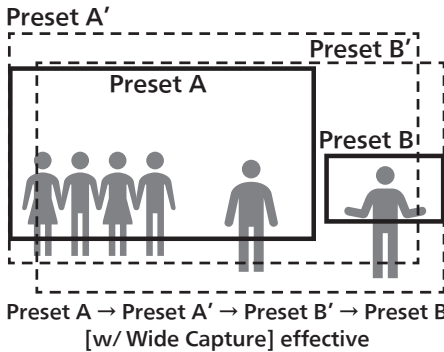 Preset A′
Preset B′
Preset A
Preset B
Preset A → Preset A′ → Preset B′ → Preset B
[w/ Wide Capture] effective